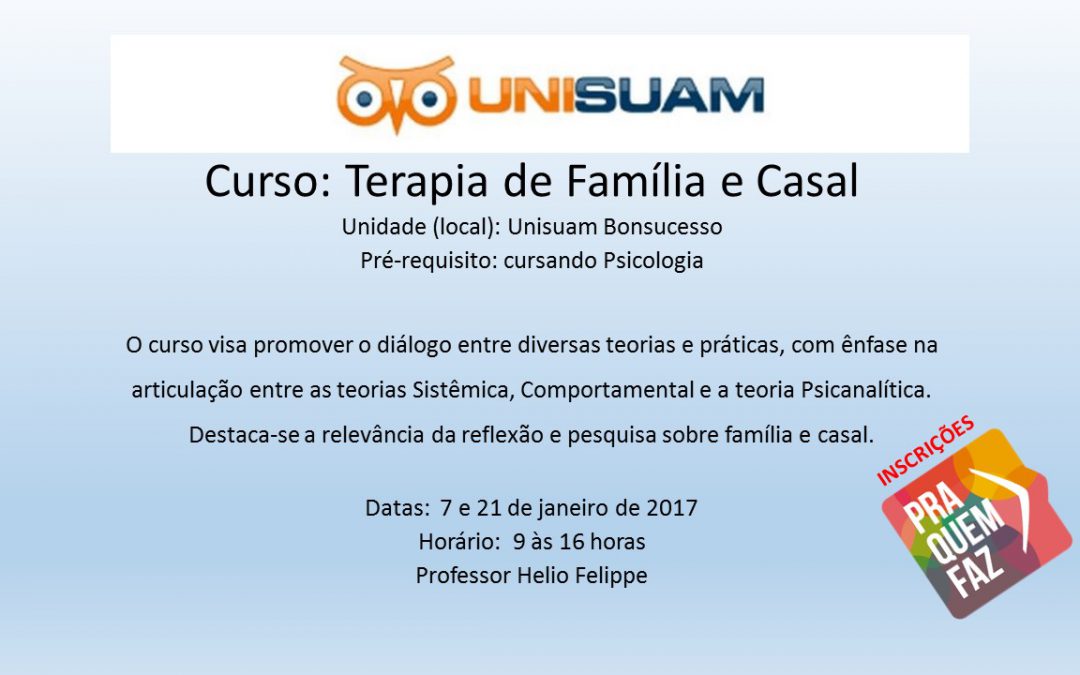 UNISUAM
Curso: Terapia de Família e Casal
Unidade (local): Unisuam Bonsucesso
Pré-requisito: cursando Psicologia
O curso visa promover o diálogo entre diversas teorias e práticas, com ênfase na
articulação entre as teorias Sistêmica, Comportamental e a teoria Psicanalítica.
Destaca-se a relevância da reflexão e pesquisa sobre família e casal.
Datas: 7 e 21 de janeiro de 2017
Horário: 9 às 16 horas
Professor Helio Felippe
INSCRIÇÕES
PRA
QUEM
FAZ